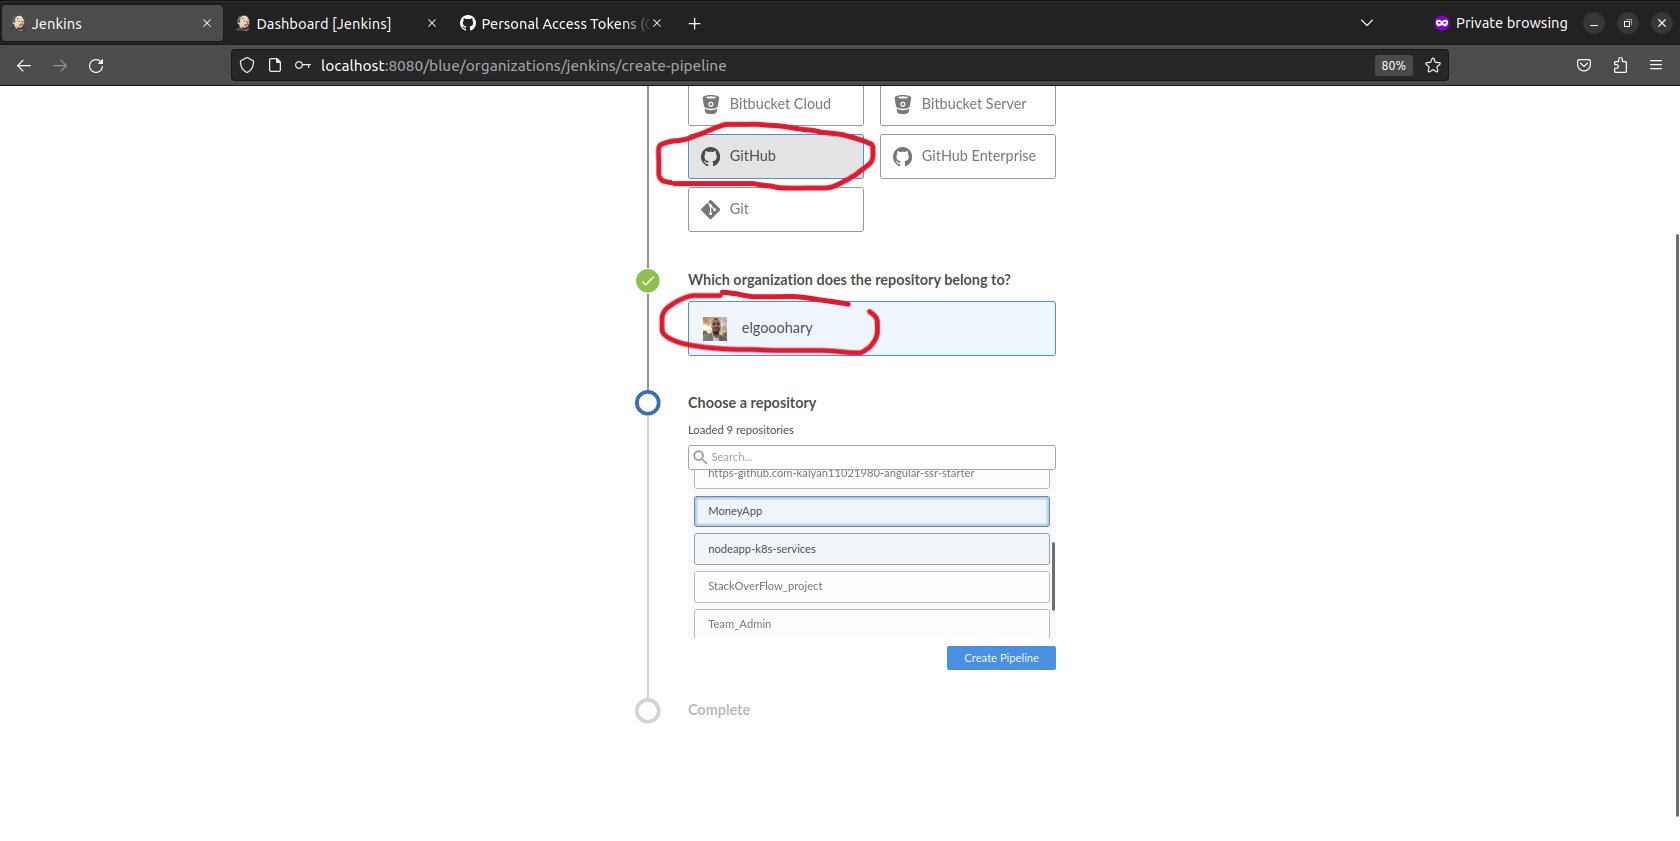 Jenkins
Dashboard [Jenkins]
Personal Access Tokens (
Private browsing
localhost:8080/blue/organizations/jenkins/create-pipeline
80%
Bitbucket Cloud
Bitbucket Server
GitHub
GitHub Enterprise
Git
Which organization does the repository belong to?
elgooohary
Choose a repository
Loaded 9 repositories
Search...
https-github.com-kalyan11021980-angular-ssr-starter
MoneyApp
nodeapp-k8s-services
StackOverFlow_project
Team_Admin
Create Pipeline
Complete